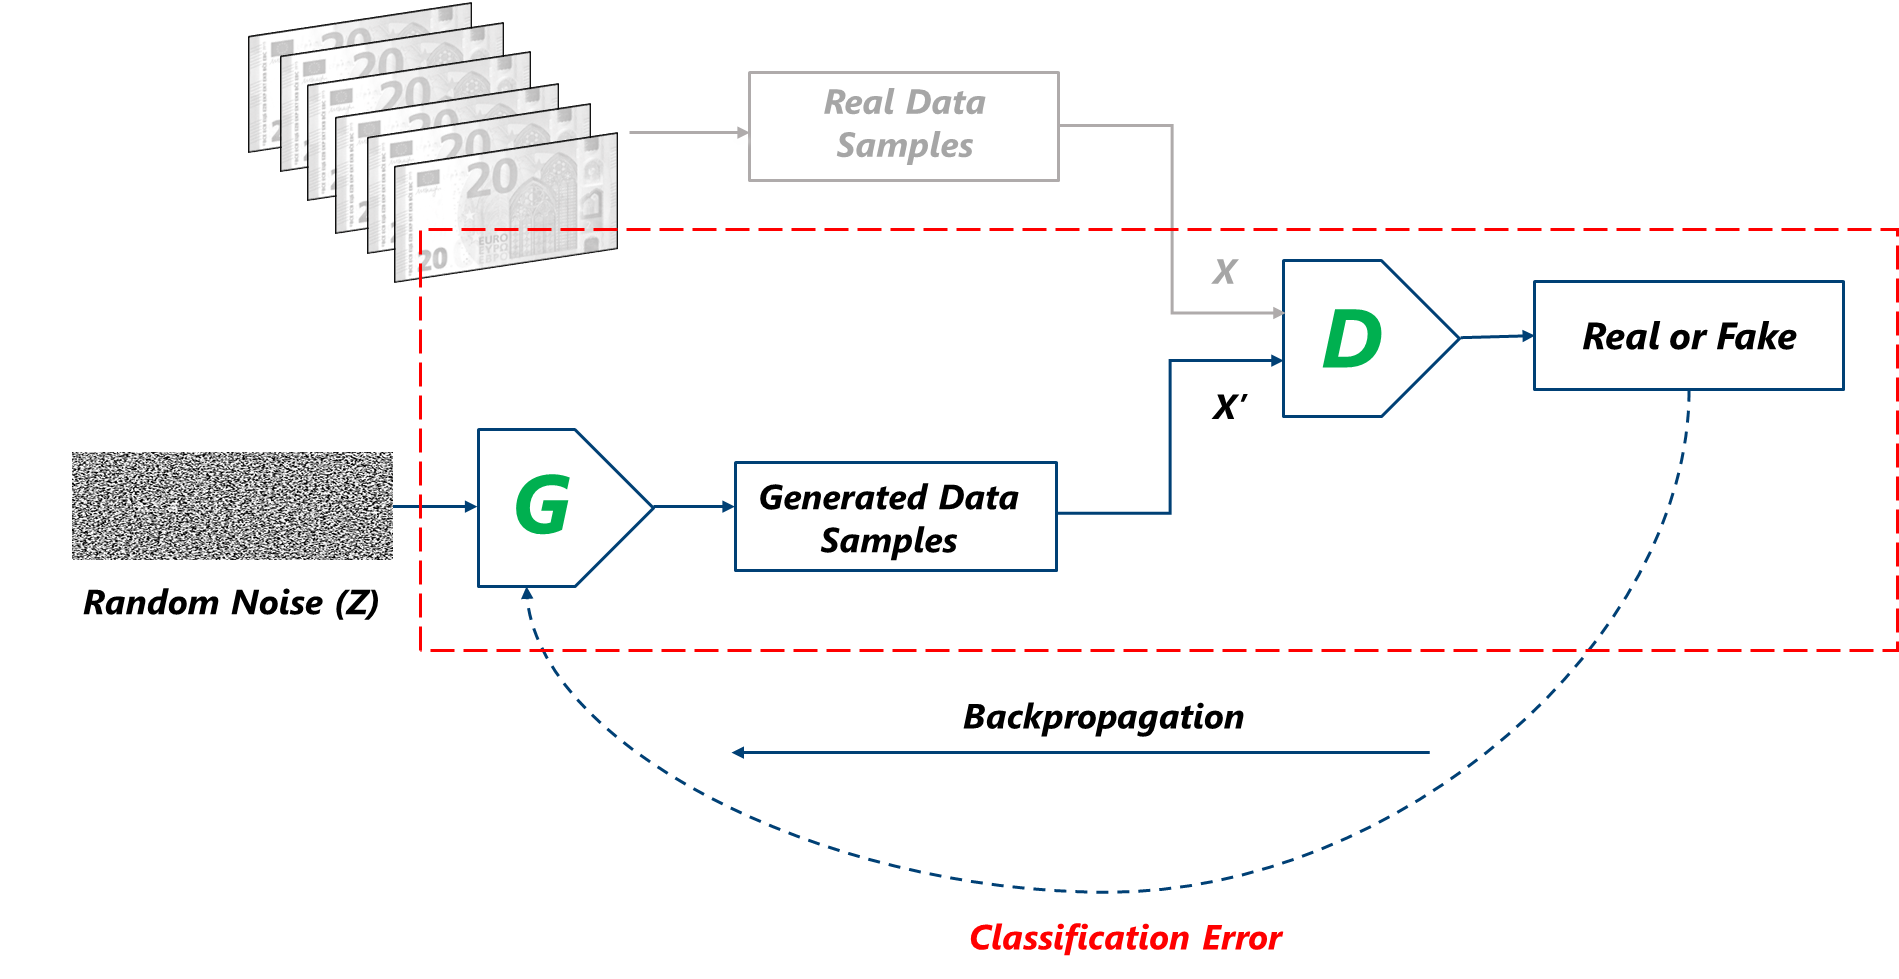 20
20
20
20
20
20
EURO
20
Real Data
Samples
X
D
Real or Fake
X’
G
Generated Data
Samples
Random Noise (Z)
Backpropagation
Classification Error